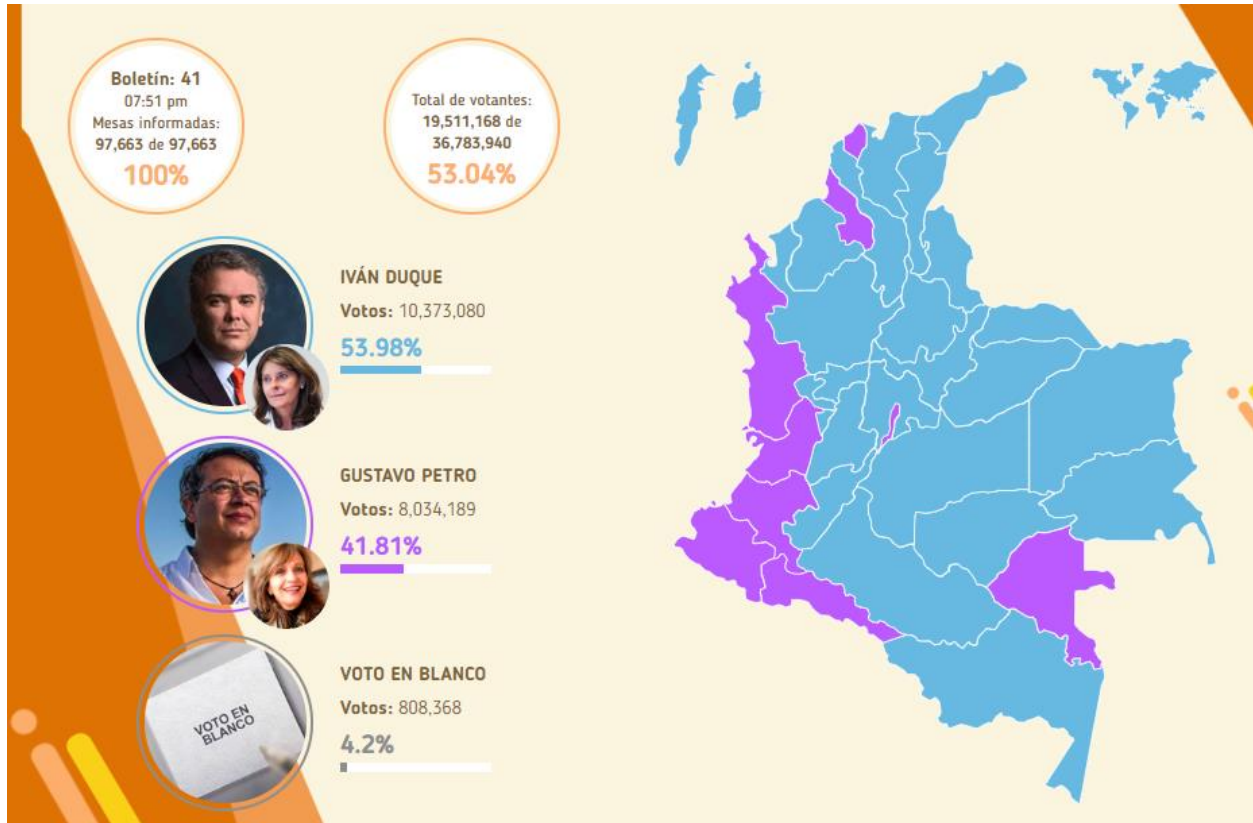 Boletín: 41
07:51 pm
Mesas informadas:
97,663 de 97,663
100%
Total de votantes:
19,511,168 de
36,783,940
53.04%
IVÁN DUQUE
Votos: 10,373,080
53.98%
GUSTAVO PETRO
Votos: 8,034,189
41.81%
VOTO EN
BLANCO
VOTO EN BLANCO
Votos: 808,368
4.2%